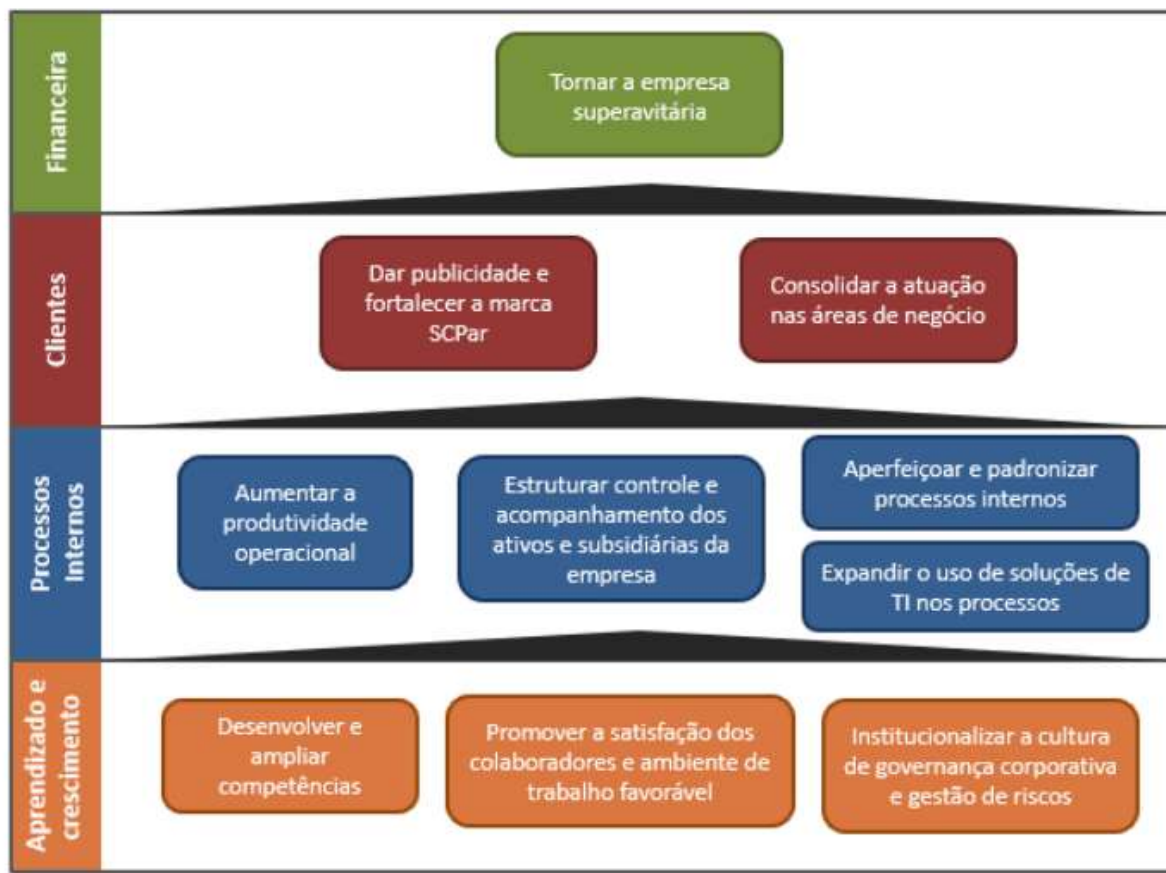 Financeira
Tornar a empresa
superavitária
Clientes
Dar publicidade e
fortalecer a marca
SCPar
Consolidar a atuação
nas áreas de negócio
Processos
Internos
Aumentar a
produtividade
operacional
Estruturar controle e
acompanhamento dos
ativos e subsidiárias da
empresa
Aperfeiçoar e padronizar
processos internos
Expandir o uso de soluções de
TI nos processos
Aprendizado e
crescimento
Desenvolver e
ampliar
competências
Promover a satisfação dos
colaboradores e ambiente de
trabalho favorável
Institucionalizar a cultura
de governança corporativa
e gestão de riscos